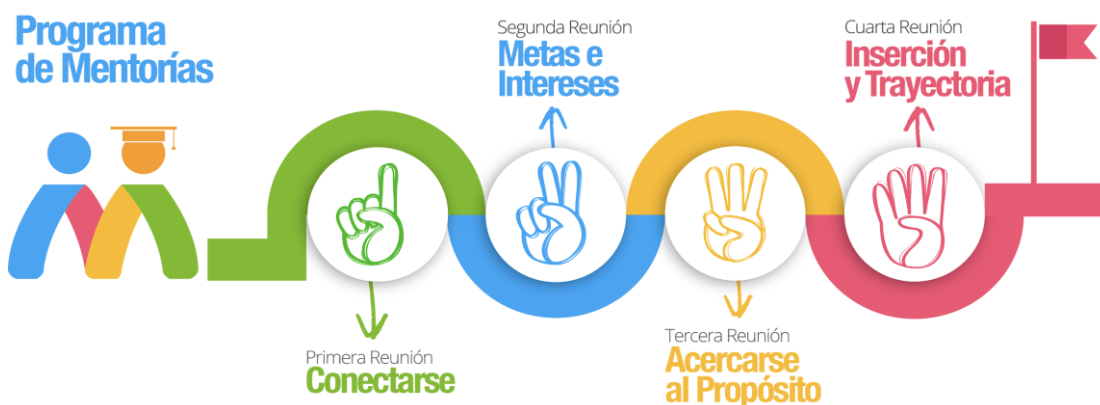 Programa
de Mentorías
Primera Reunión
Conectarse
Segunda Reunión
Metas e
Intereses
Tercera Reunión
Acercarse
al Propósito
Cuarta Reunión
Inserción
y Trayectoria